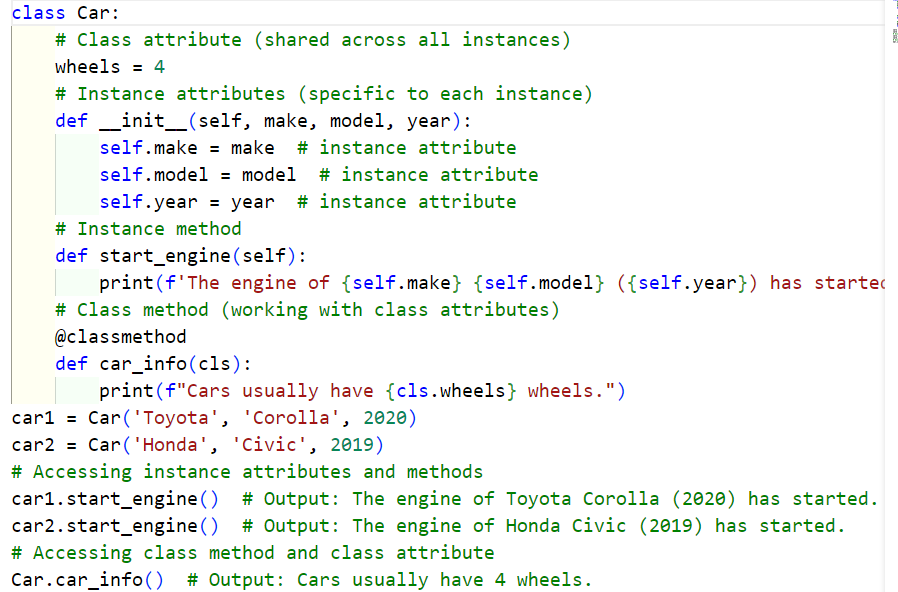 class Car:
    # Class attribute (shared across all instances)
    wheels = 4
    # Instance attributes (specific to each instance)
    def __init__(self, make, model, year):
        self.make = make  # instance attribute
        self.model = model  # instance attribute
        self.year = year  # instance attribute
    # Instance method
    def start_engine(self):
        print(f'The engine of {self.make} {self.model} ({self.year}) has started
    # Class method (working with class attributes)
    @classmethod
    def car_info(cls):
        print(f"Cars usually have {cls.wheels} wheels.")
car1 = Car('Toyota', 'Corolla', 2020)
car2 = Car('Honda', 'Civic', 2019)
# Accessing instance attributes and methods
car1.start_engine()  # Output: The engine of Toyota Corolla (2020) has started.
car2.start_engine()  # Output: The engine of Honda Civic (2019) has started.
# Accessing class method and class attribute
Car.car_info()  # Output: Cars usually have 4 wheels.